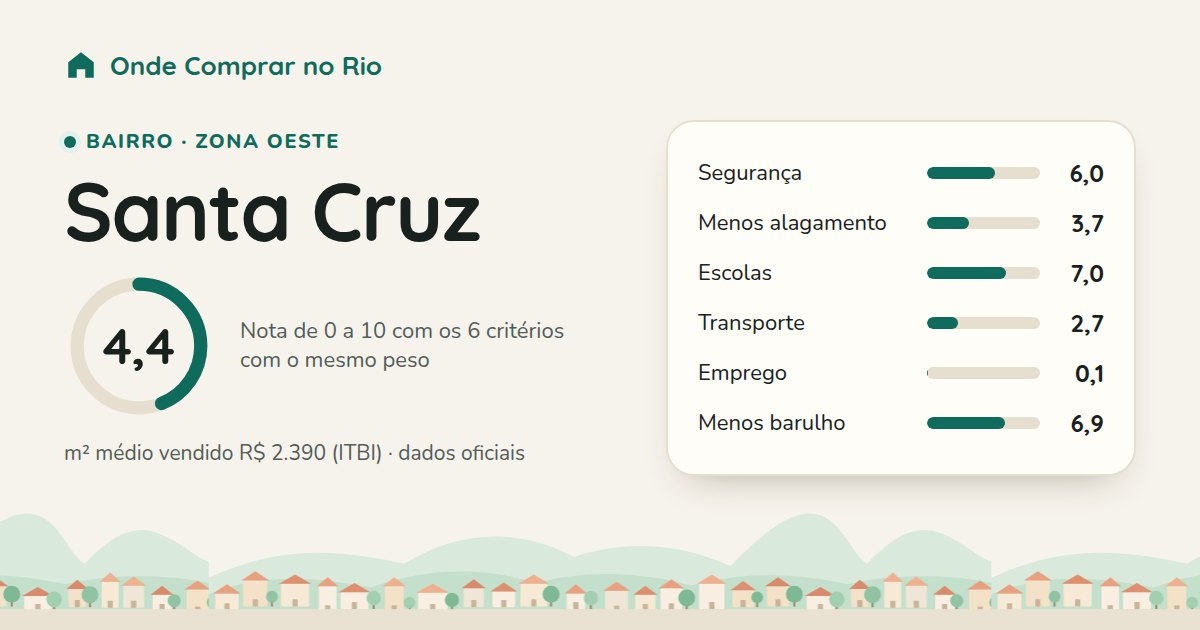 Onde Comprar no Rio
BAIRRO · ZONA OESTE
Santa Cruz
4,4
Nota de 0 a 10 com os 6 critérios
com o mesmo peso
m² médio vendido R$ 2.390 (ITBI) · dados oficiais
Segurança 6,0
Menos alagamento 3,7
Escolas 7,0
Transporte 2,7
Emprego 0,1
Menos barulho 6,9